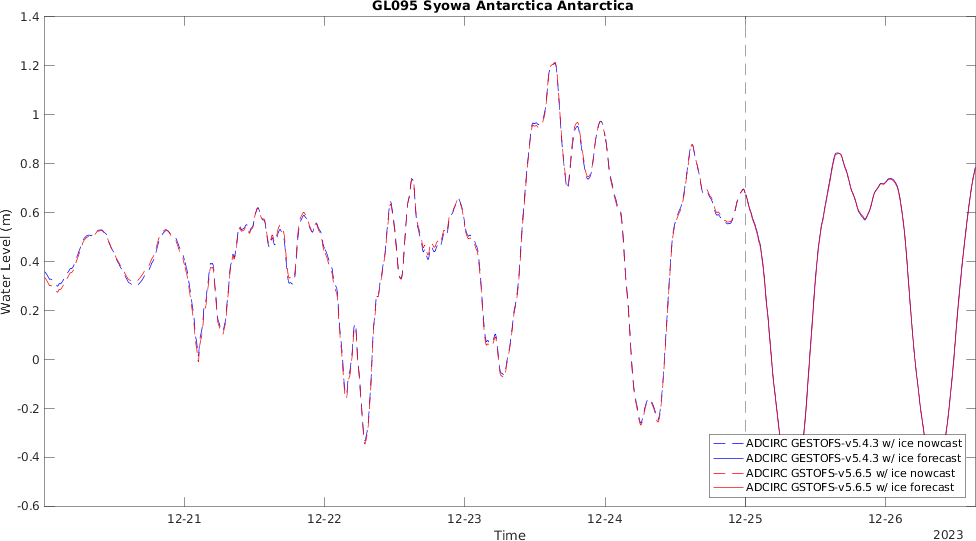 GL095 Syowa Antarctica Antarctica
1.4
1.2
1
0.8
0.6
0.4
0.2
0
-0.2
-0.4
-0.6
Water Level (m)
ADCIRC GESTOFS-v5.4.3 w/ ice nowcast
ADCIRC GESTOFS-v5.4.3 w/ ice forecast
ADCIRC GSTOFS-v5.6.5 w/ ice nowcast
ADCIRC GSTOFS-v5.6.5 w/ ice forecast
12-21 12-22 12-23 12-24 12-25 12-26
Time
2023